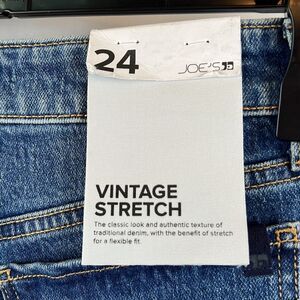 24
JOE'S
VINTAGE
STRETCH
The classic look and authentic texture of
traditional denim, with the benefit of stretch
for a flexible fit.